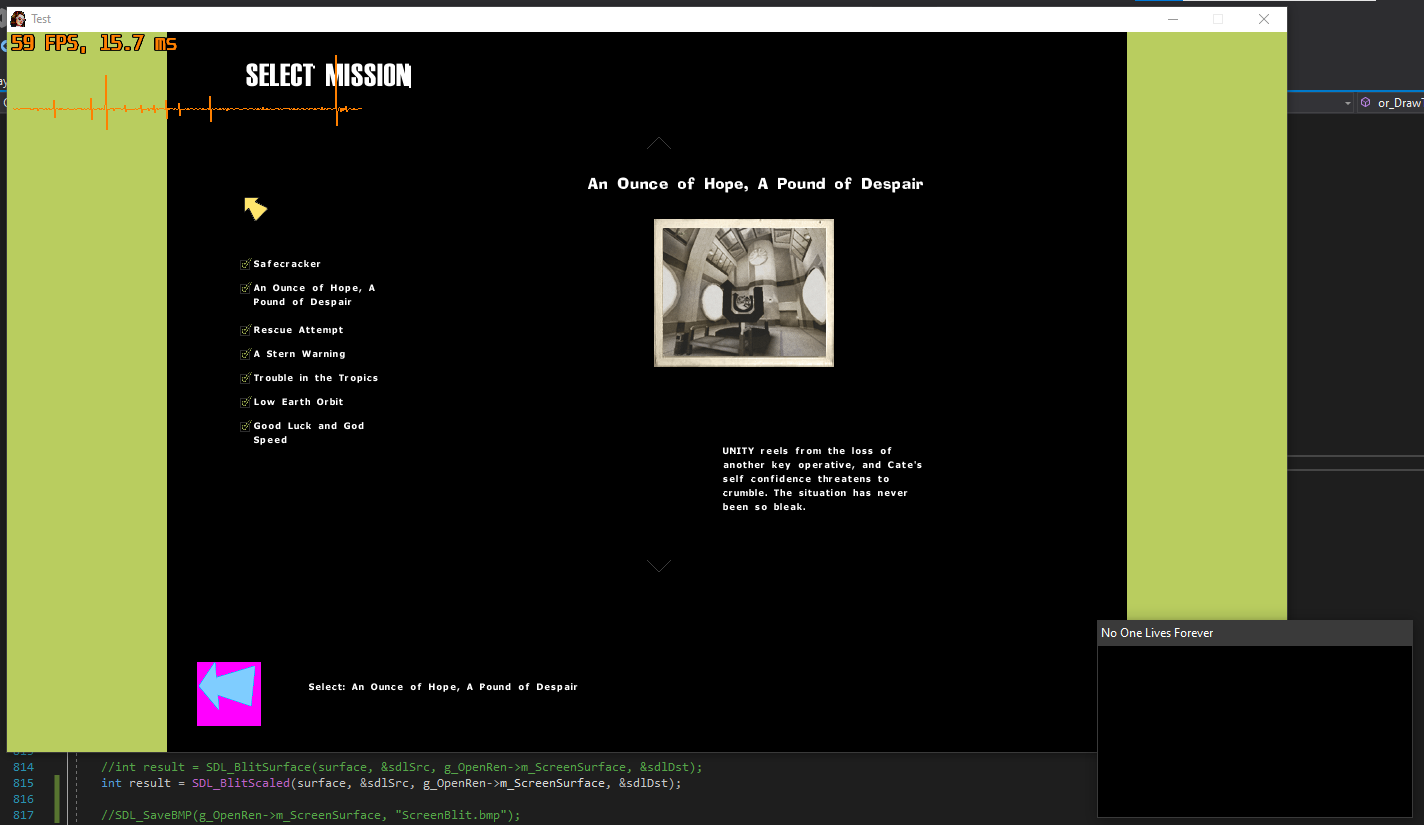 Test
59 FPS, 15.7 ms
SELECT MISSION
or_DrawT
An Ounce of Hope, A Pound of Despair
Safecracker
An Ounce of Hope, A
Pound of Despair
Rescue Attempt
A Stern Warning
Trouble in the Tropics
Low Earth Orbit
Good Luck and God
Speed
UNITY reels from the loss of
another key operative, and Cate's
self confidence threatens to
crumble. The situation has never
been so bleak.
No One Lives Forever
Select: An Ounce of Hope, A Pound of Despair
814 //int result = SDL_BlitSurface(surface, &sdlSrc, g_OpenRen->m_ScreenSurface, &sdlDst);
815 int result = SDL_BlitScaled(surface, &sdlSrc, g_OpenRen->m_ScreenSurface, &sdlDst);
816
817 //SDL_SaveBMP(g_OpenRen->m_ScreenSurface, "ScreenBlit.bmp");